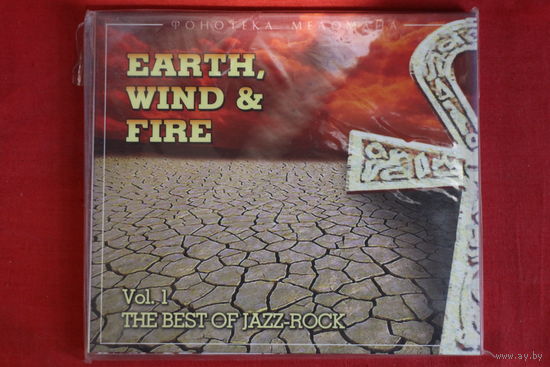 ФОНОТЕКА МЕЛОМАНА
EARTH,
WIND &
FIRE
Vol. 1
THE BEST OF JAZZ-ROCK
www.ay.by